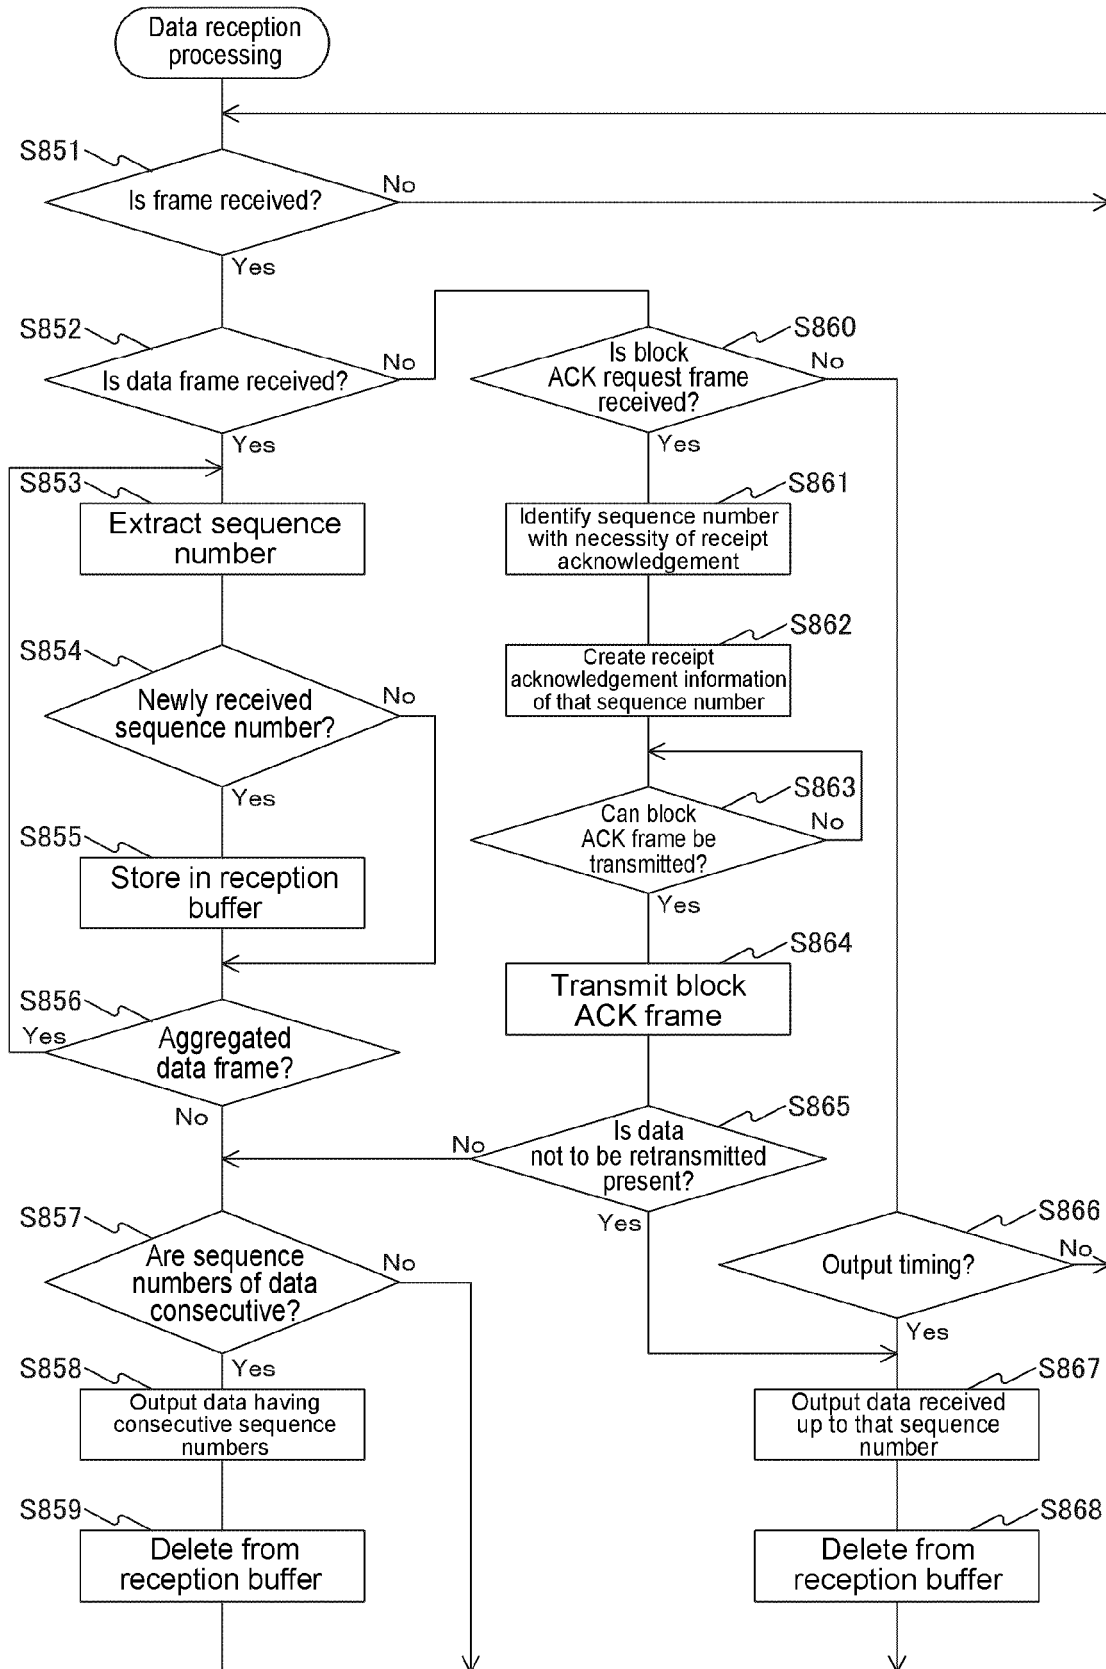 Data reception
processing
S851
Is frame received?
No
Yes
S852
Is data frame received?
No
Yes
S853
Extract sequence
number
S854
Newly received
sequence number?
No
Yes
S855
Store in reception
buffer
S856
Yes
Aggregated
data frame?
No
S857
Are sequence
numbers of data
consecutive?
No
Yes
S858
Output data having
consecutive sequence
numbers
S859
Delete from
reception buffer
S860
Is block
ACK request frame
received?
No
Yes
S861
Identify sequence number
with necessity of receipt
acknowledgement
S862
Create receipt
acknowledgement information
of that sequence number
S863
Can block
ACK frame be
transmitted?
No
Yes
S864
Transmit block
ACK frame
S865
No
Is data
not to be retransmitted
present?
Yes
S866
Output timing?
No
Yes
S867
Output data received
up to that sequence
number
S868
Delete from
reception buffer